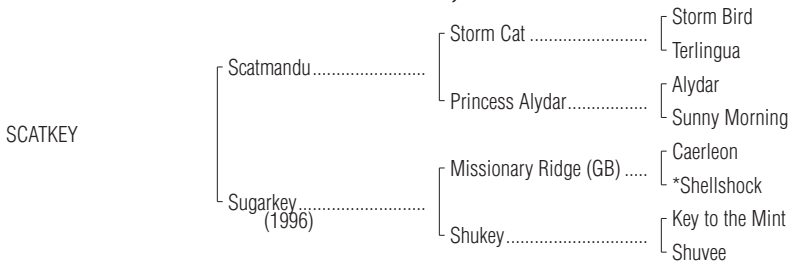 Storm Bird
Storm Cat ..........................
Terlingua
Scatmandu.........................
Alydar
Princess Alydar.................
Sunny Morning
SCATKEY
Caerleon
Missionary Ridge (GB) .....
*Shellshock
Sugarkey............................
(1996)
Key to the Mint
Shukey...............................
Shuvee